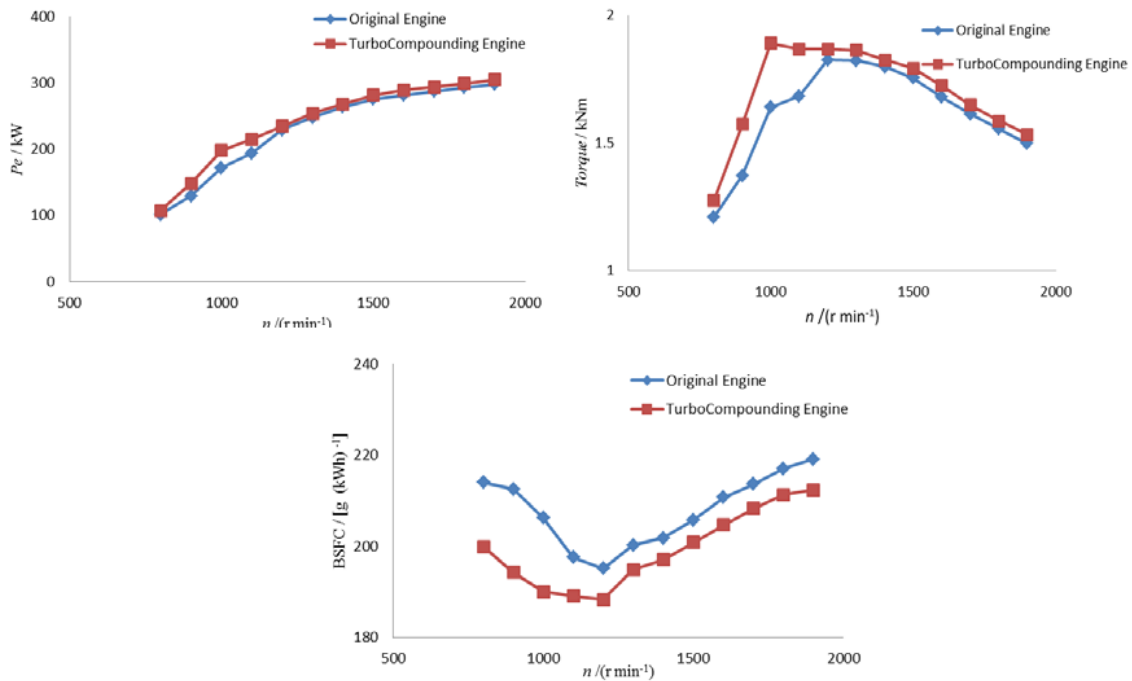 400
300
200
100
0
Pe / kW
500
1000
1500
2000
n /(r min-1)
Original Engine
TurboCompounding Engine
2
1.5
1
Torque / kNm
500
1000
1500
2000
n /(r min-1)
Original Engine
TurboCompounding Engine
240
220
200
180
BSFC / [g (kWh) -1]
500
1000
1500
2000
n /(r min-1)
Original Engine
TurboCompounding Engine